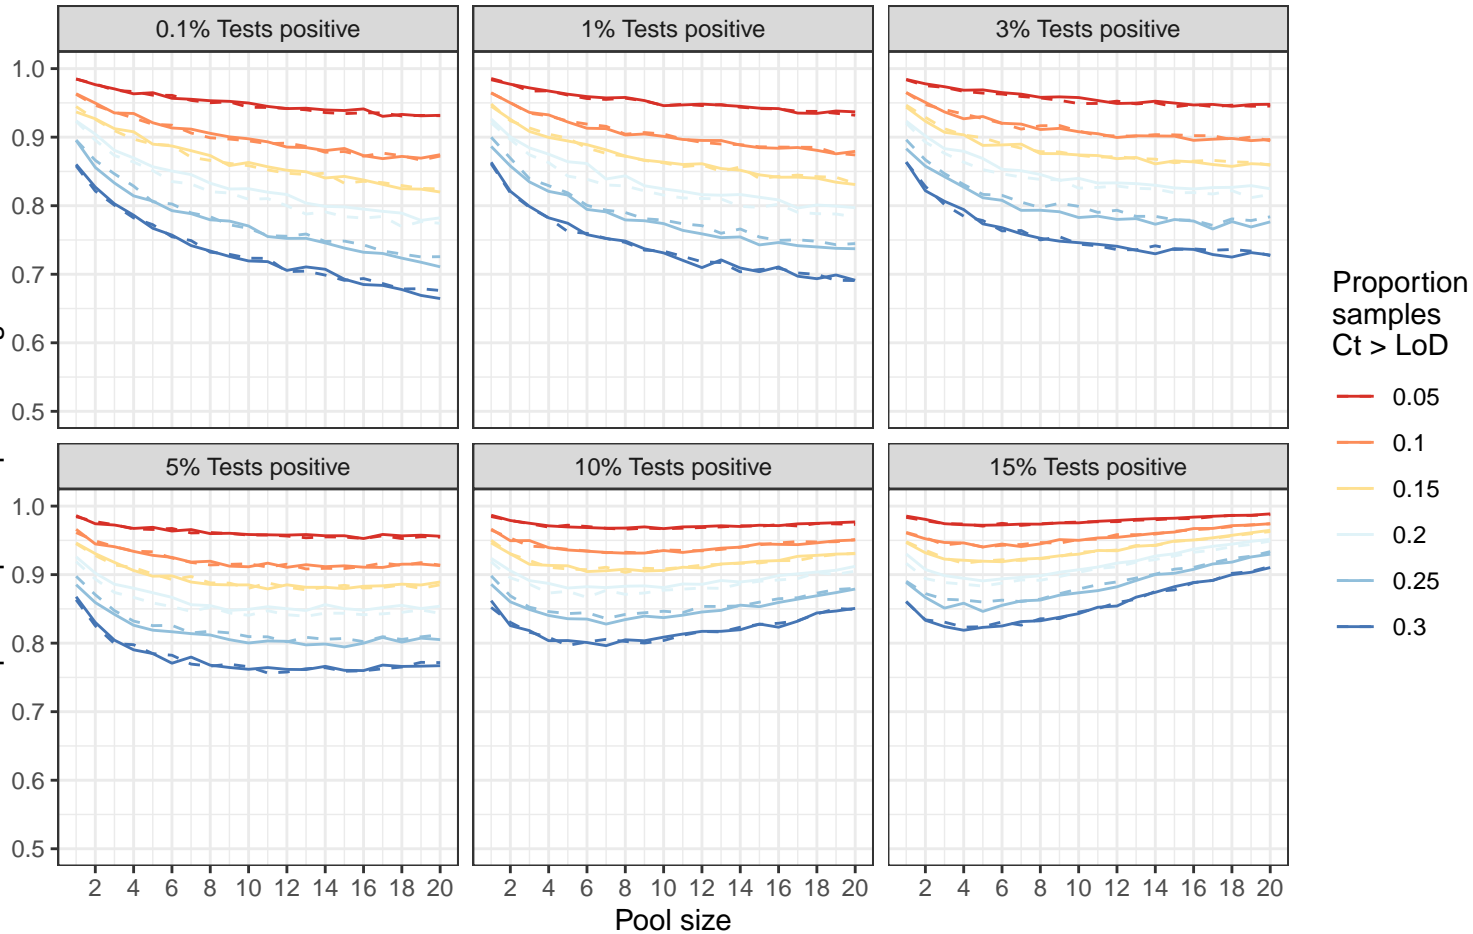 0.1% Tests positive
1% Tests positive
3% Tests positive
1.0
0.9
0.8
0.7
0.6
0.5
5% Tests positive
10% Tests positive
15% Tests positive
1.0
0.9
0.8
0.7
0.6
0.5
2 4 6 8 10 12 14 16 18 20
2 4 6 8 10 12 14 16 18 20
2 4 6 8 10 12 14 16 18 20
Pool size
Proportion
samples
Ct > LoD
0.05
0.1
0.15
0.2
0.25
0.3